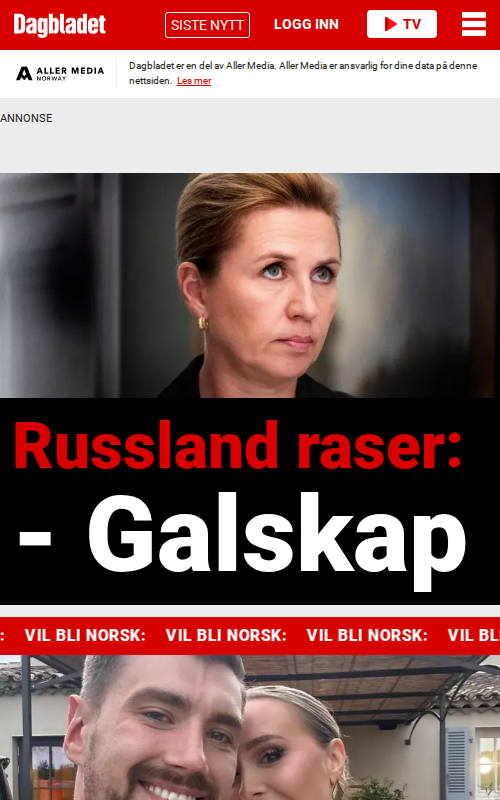 Dagbladet
SISTE NYTT
LOGG INN
TV
ALLER MEDIA
NORWAY
Dagbladet er en del av Aller Media. Aller Media er ansvarlig for dine data på denne
nettsiden. Les mer
ANNONSE
Russland raser:
- Galskap
: VIL BLI NORSK: VIL BLI NORSK: VIL BLI NORSK: VIL BLI